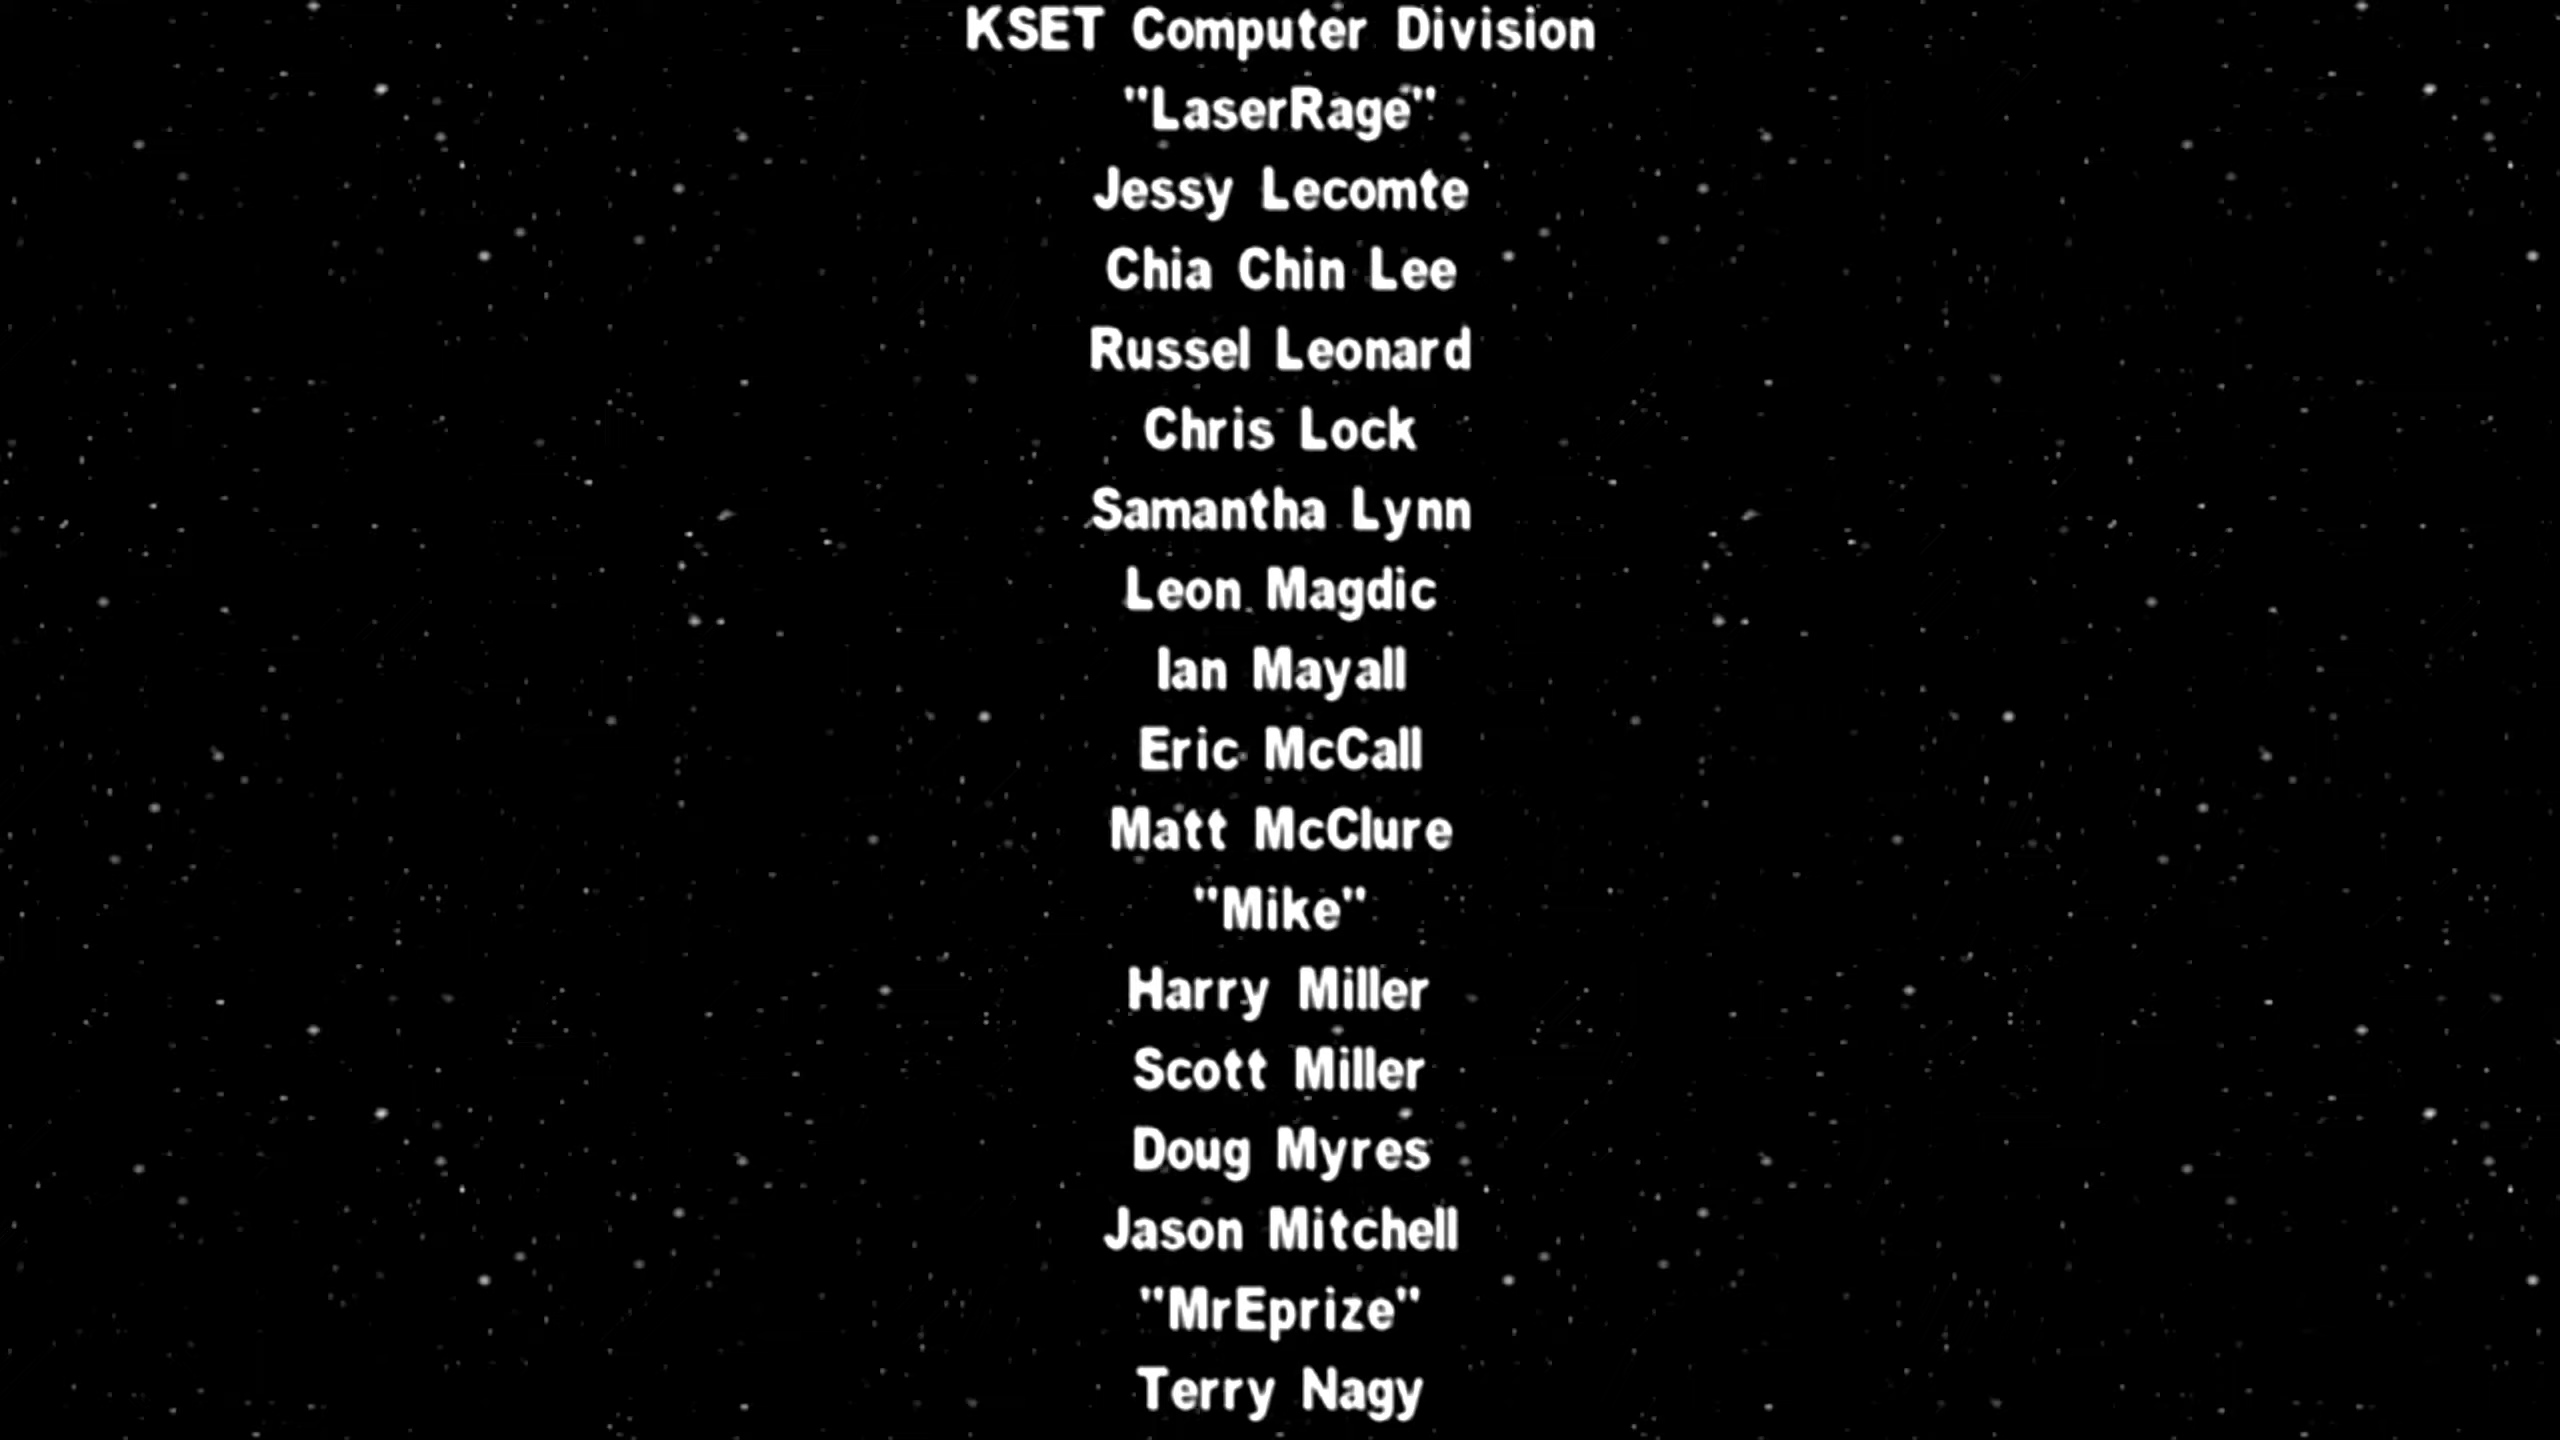 KSET Computer Division
"LaserRage"
Jessy Lecomte
Chia Chin Lee
Russel Leonard
Chris Lock
Samantha Lynn
Leon Magdic
Ian Mayall
Eric McCall
Matt McClure
"Mike"
Harry Miller
Scott Miller
Doug Myres
Jason Mitchell
"MrEprize"
Terry Nagy